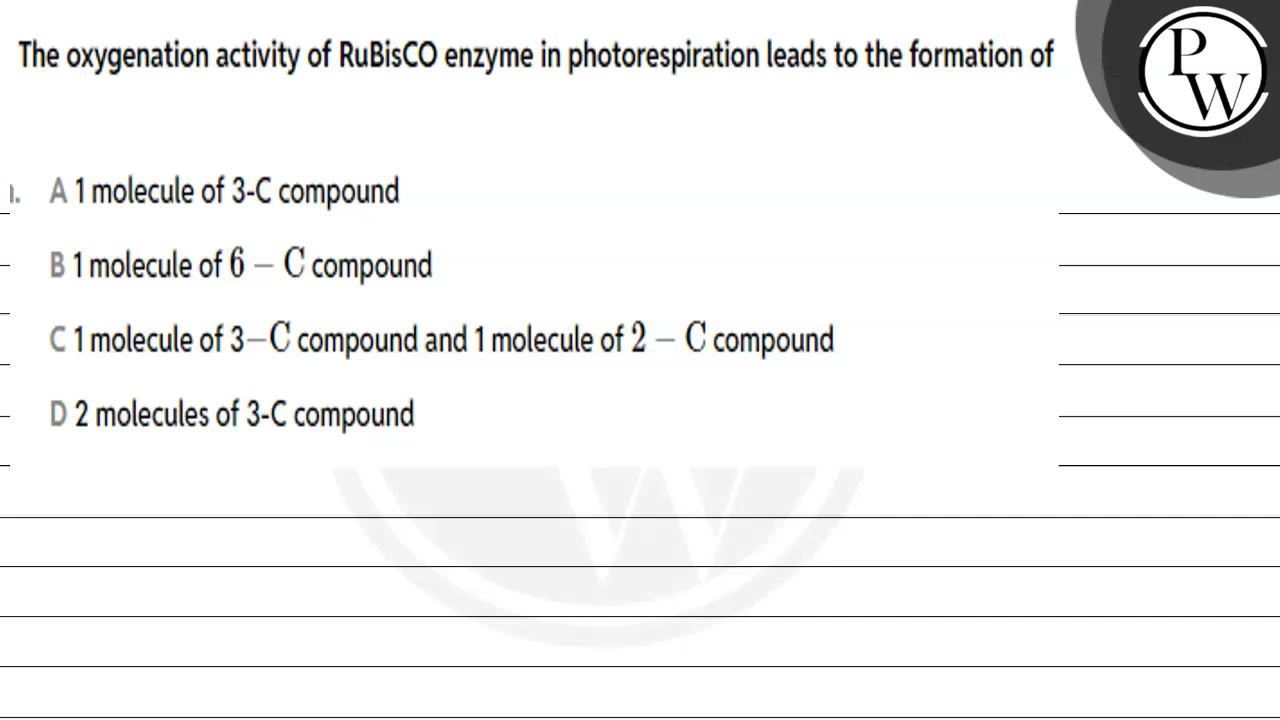 The oxygenation activity of RuBisCO enzyme in photorespiration leads to the formation of
P
W
A 1 molecule of 3-C compound
B 1 molecule of 6 − C compound
C 1 molecule of 3−C compound and 1 molecule of 2 − C compound
D 2 molecules of 3-C compound